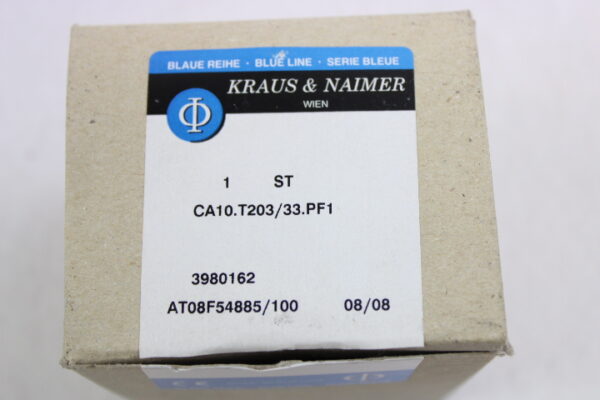 BLAUE REIHE · BLUE LINE · SERIE BLEUE
KRAUS & NAIMER
WIEN
1 ST
CA10.T203/33.PF1
3980162
AT08F54885/100 08/08
CE